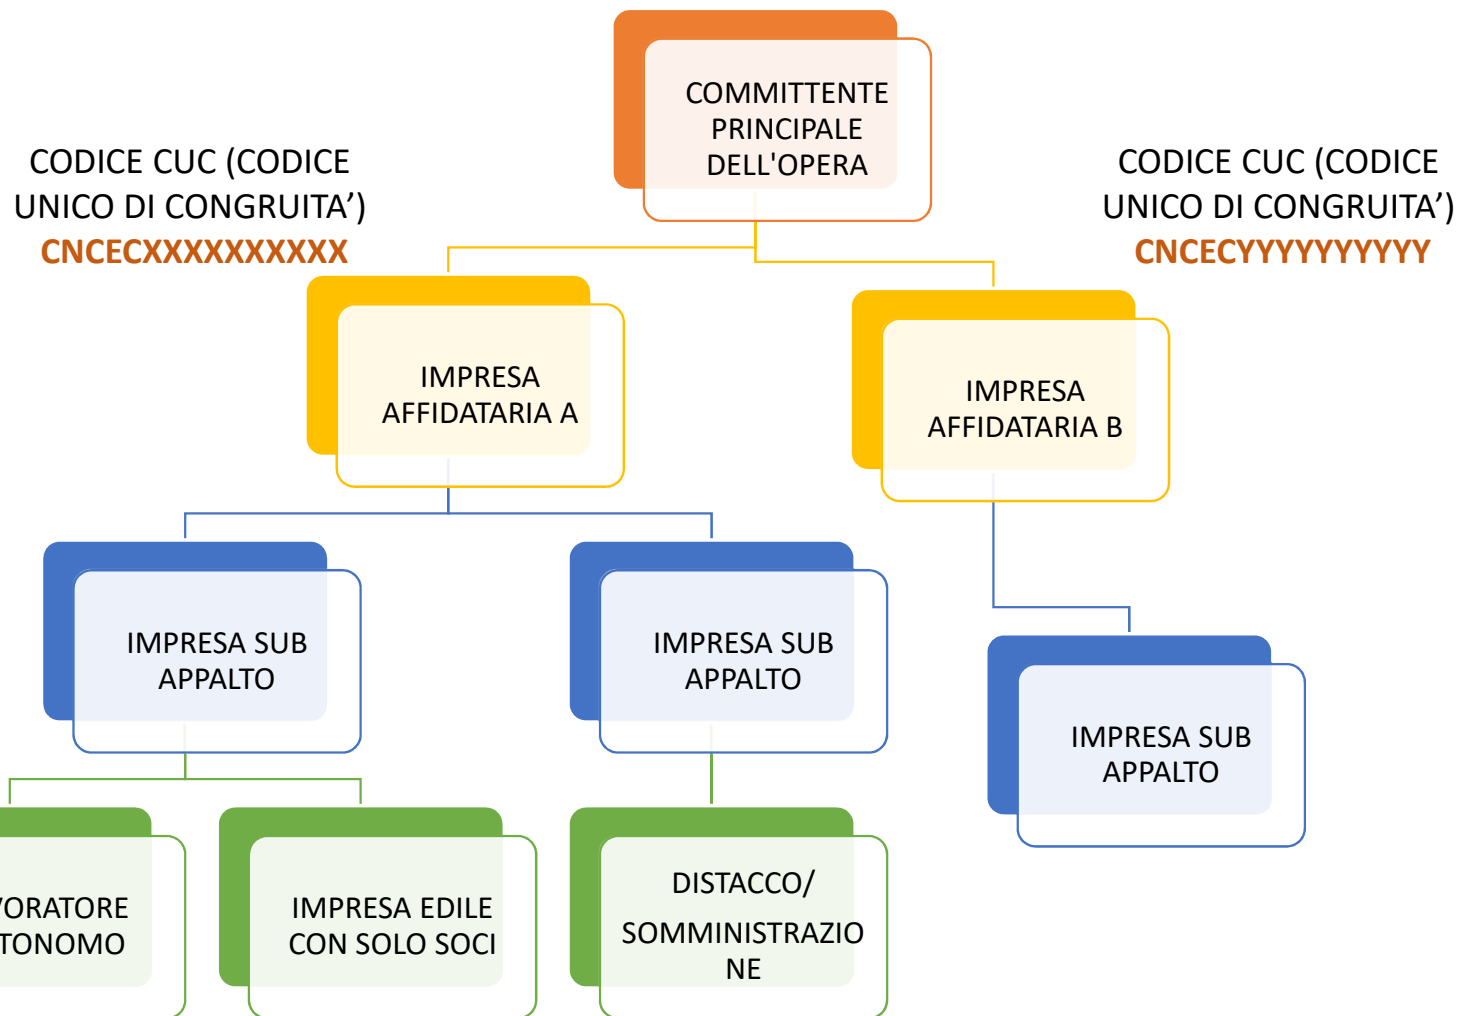 COMMITTENTE
PRINCIPALE
DELL'OPERA
CODICE CUC (CODICE
UNICO DI CONGRUITA’)
CNCECXXXXXXXXXX
CODICE CUC (CODICE
UNICO DI CONGRUITA’)
CNCECYYYYYYYYYY
IMPRESA
AFFIDATARIA A
IMPRESA
AFFIDATARIA B
IMPRESA SUB
APPALTO
IMPRESA SUB
APPALTO
IMPRESA SUB
APPALTO
VORATORE
TONOMO
IMPRESA EDILE
CON SOLO SOCI
DISTACCO/
SOMMINISTRAZIO
NE